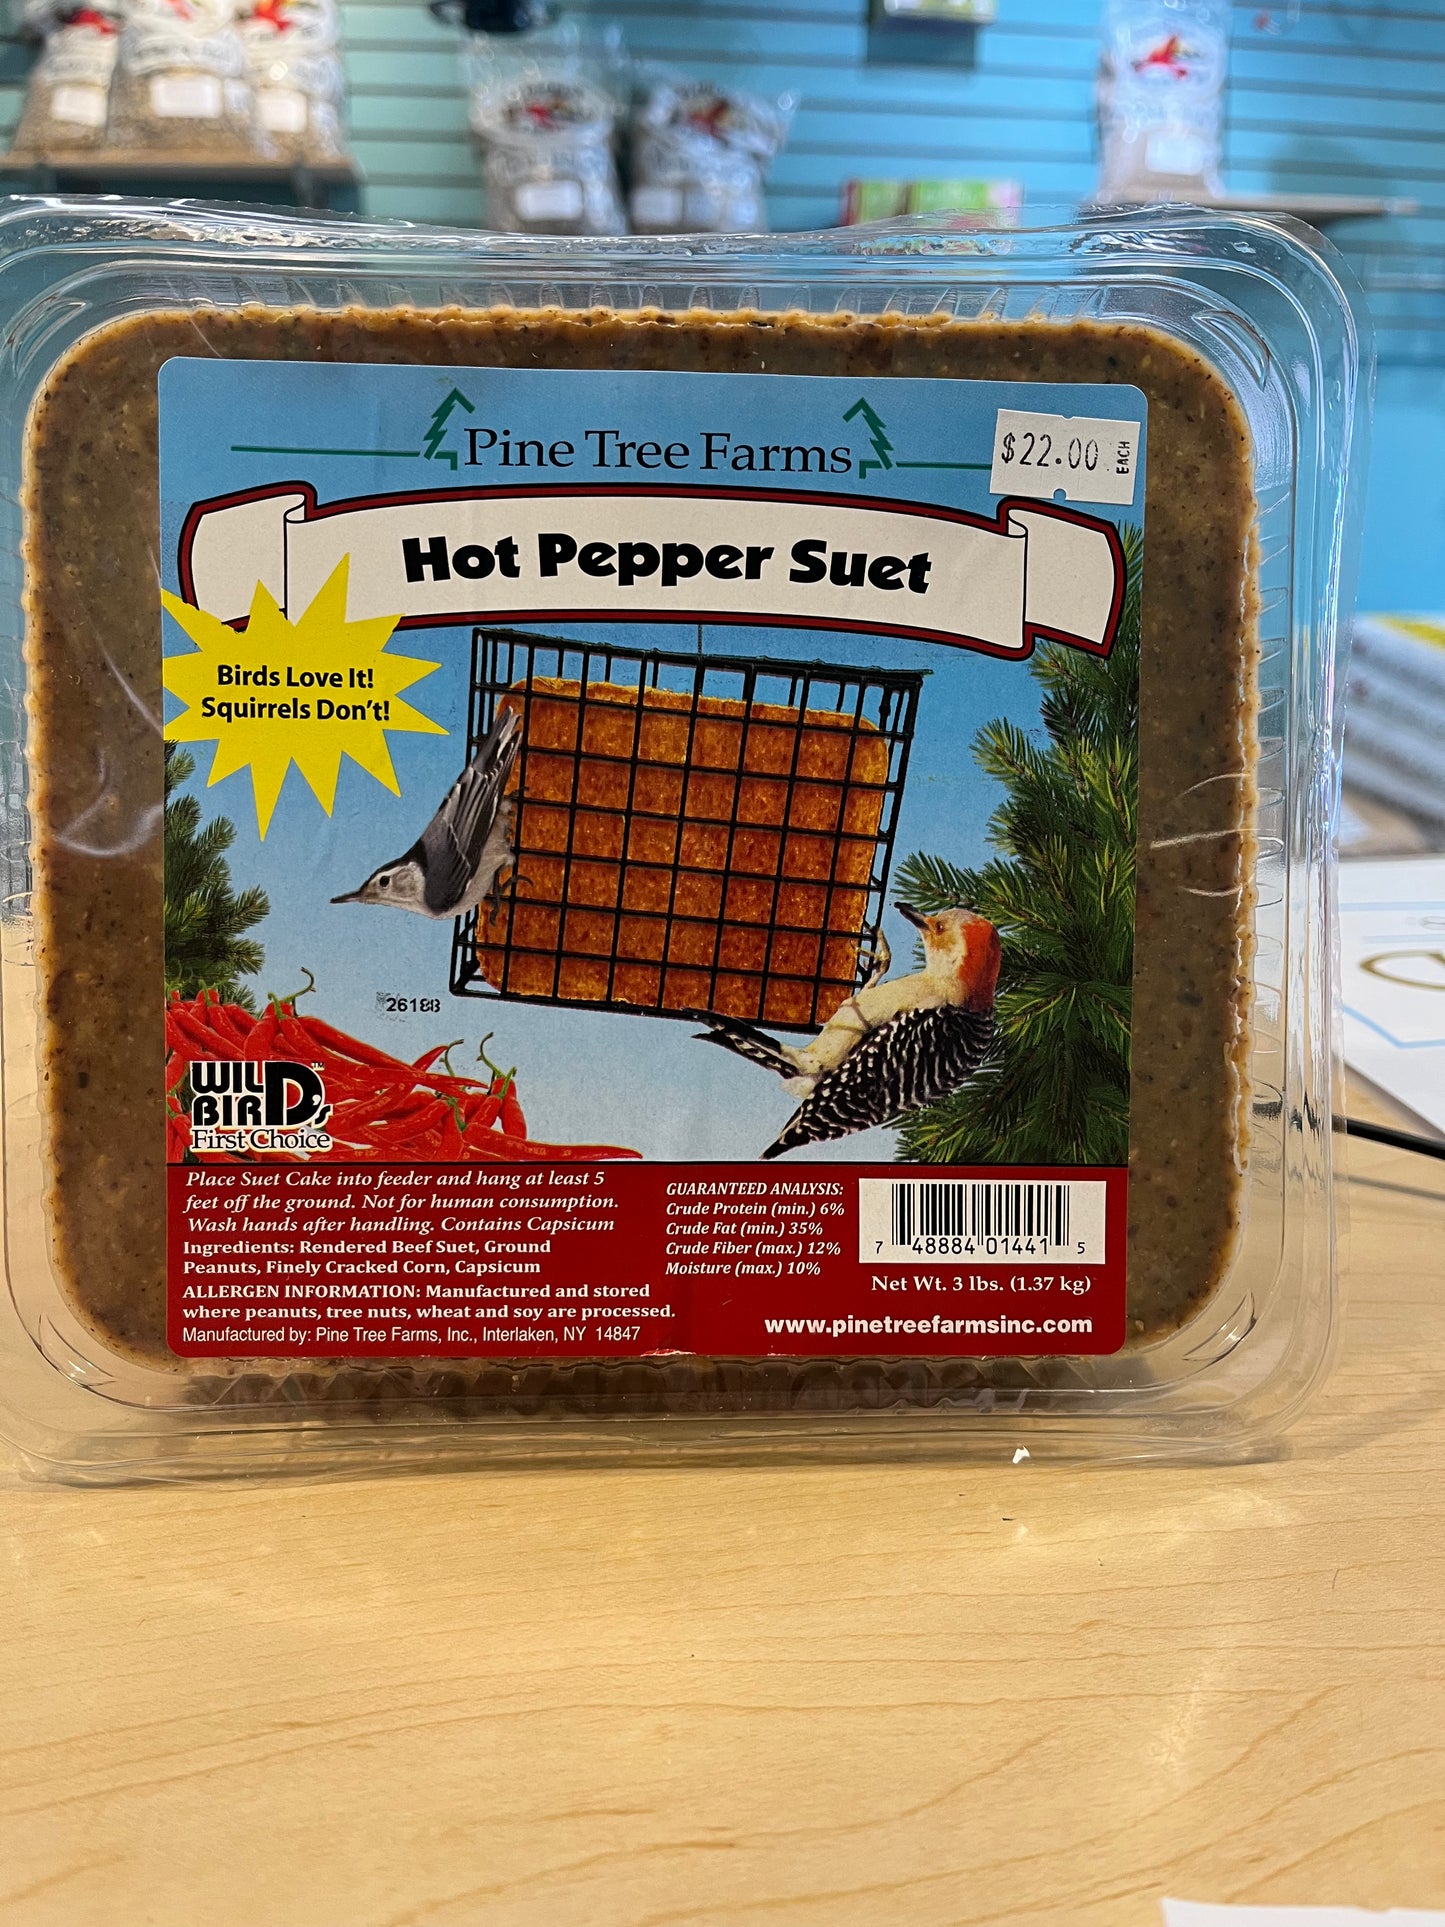 Pine Tree Farms
$22.00 EACH
Hot Pepper Suet
Birds Love It!
Squirrels Don't!
26188
WILD
BIRD's™
First Choice
Place Suet Cake into feeder and hang at least 5
feet off the ground. Not for human consumption.
Wash hands after handling. Contains Capsicum
Ingredients: Rendered Beef Suet, Ground
Peanuts, Finely Cracked Corn, Capsicum
ALLERGEN INFORMATION: Manufactured and stored
where peanuts, tree nuts, wheat and soy are processed.
Manufactured by: Pine Tree Farms, Inc., Interlaken, NY 14847
GUARANTEED ANALYSIS:
Crude Protein (min.) 6%
Crude Fat (min.) 35%
Crude Fiber (max.) 12%
Moisture (max.) 10%
7 48884 01441 5
Net Wt. 3 lbs. (1.37 kg)
www.pinetreefarmsinc.com